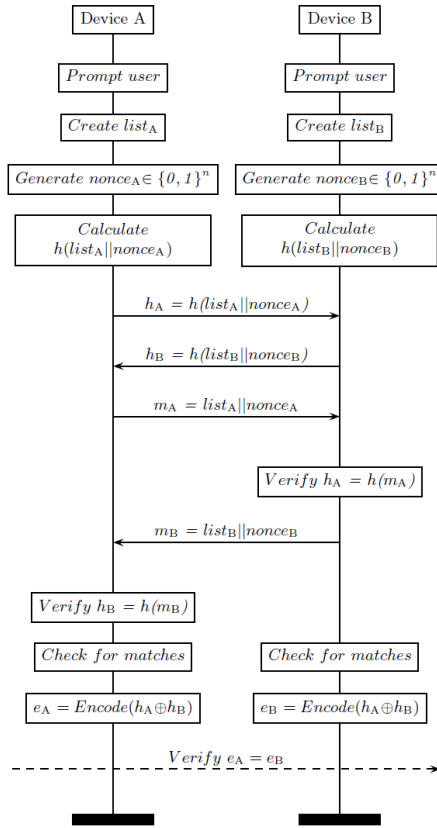 Device A
Device B
Prompt user
Prompt user
Create list_A
Create list_B
Generate nonce_A ∈ {0, 1}^n
Generate nonce_B ∈ {0, 1}^n
Calculate
h(list_A||nonce_A)
Calculate
h(list_B||nonce_B)
h_A = h(list_A||nonce_A)
h_B = h(list_B||nonce_B)
m_A = list_A||nonce_A
Verify h_A = h(m_A)
m_B = list_B||nonce_B
Verify h_B = h(m_B)
Check for matches
Check for matches
e_A = Encode(h_A⊕h_B)
e_B = Encode(h_A⊕h_B)
Verify e_A = e_B